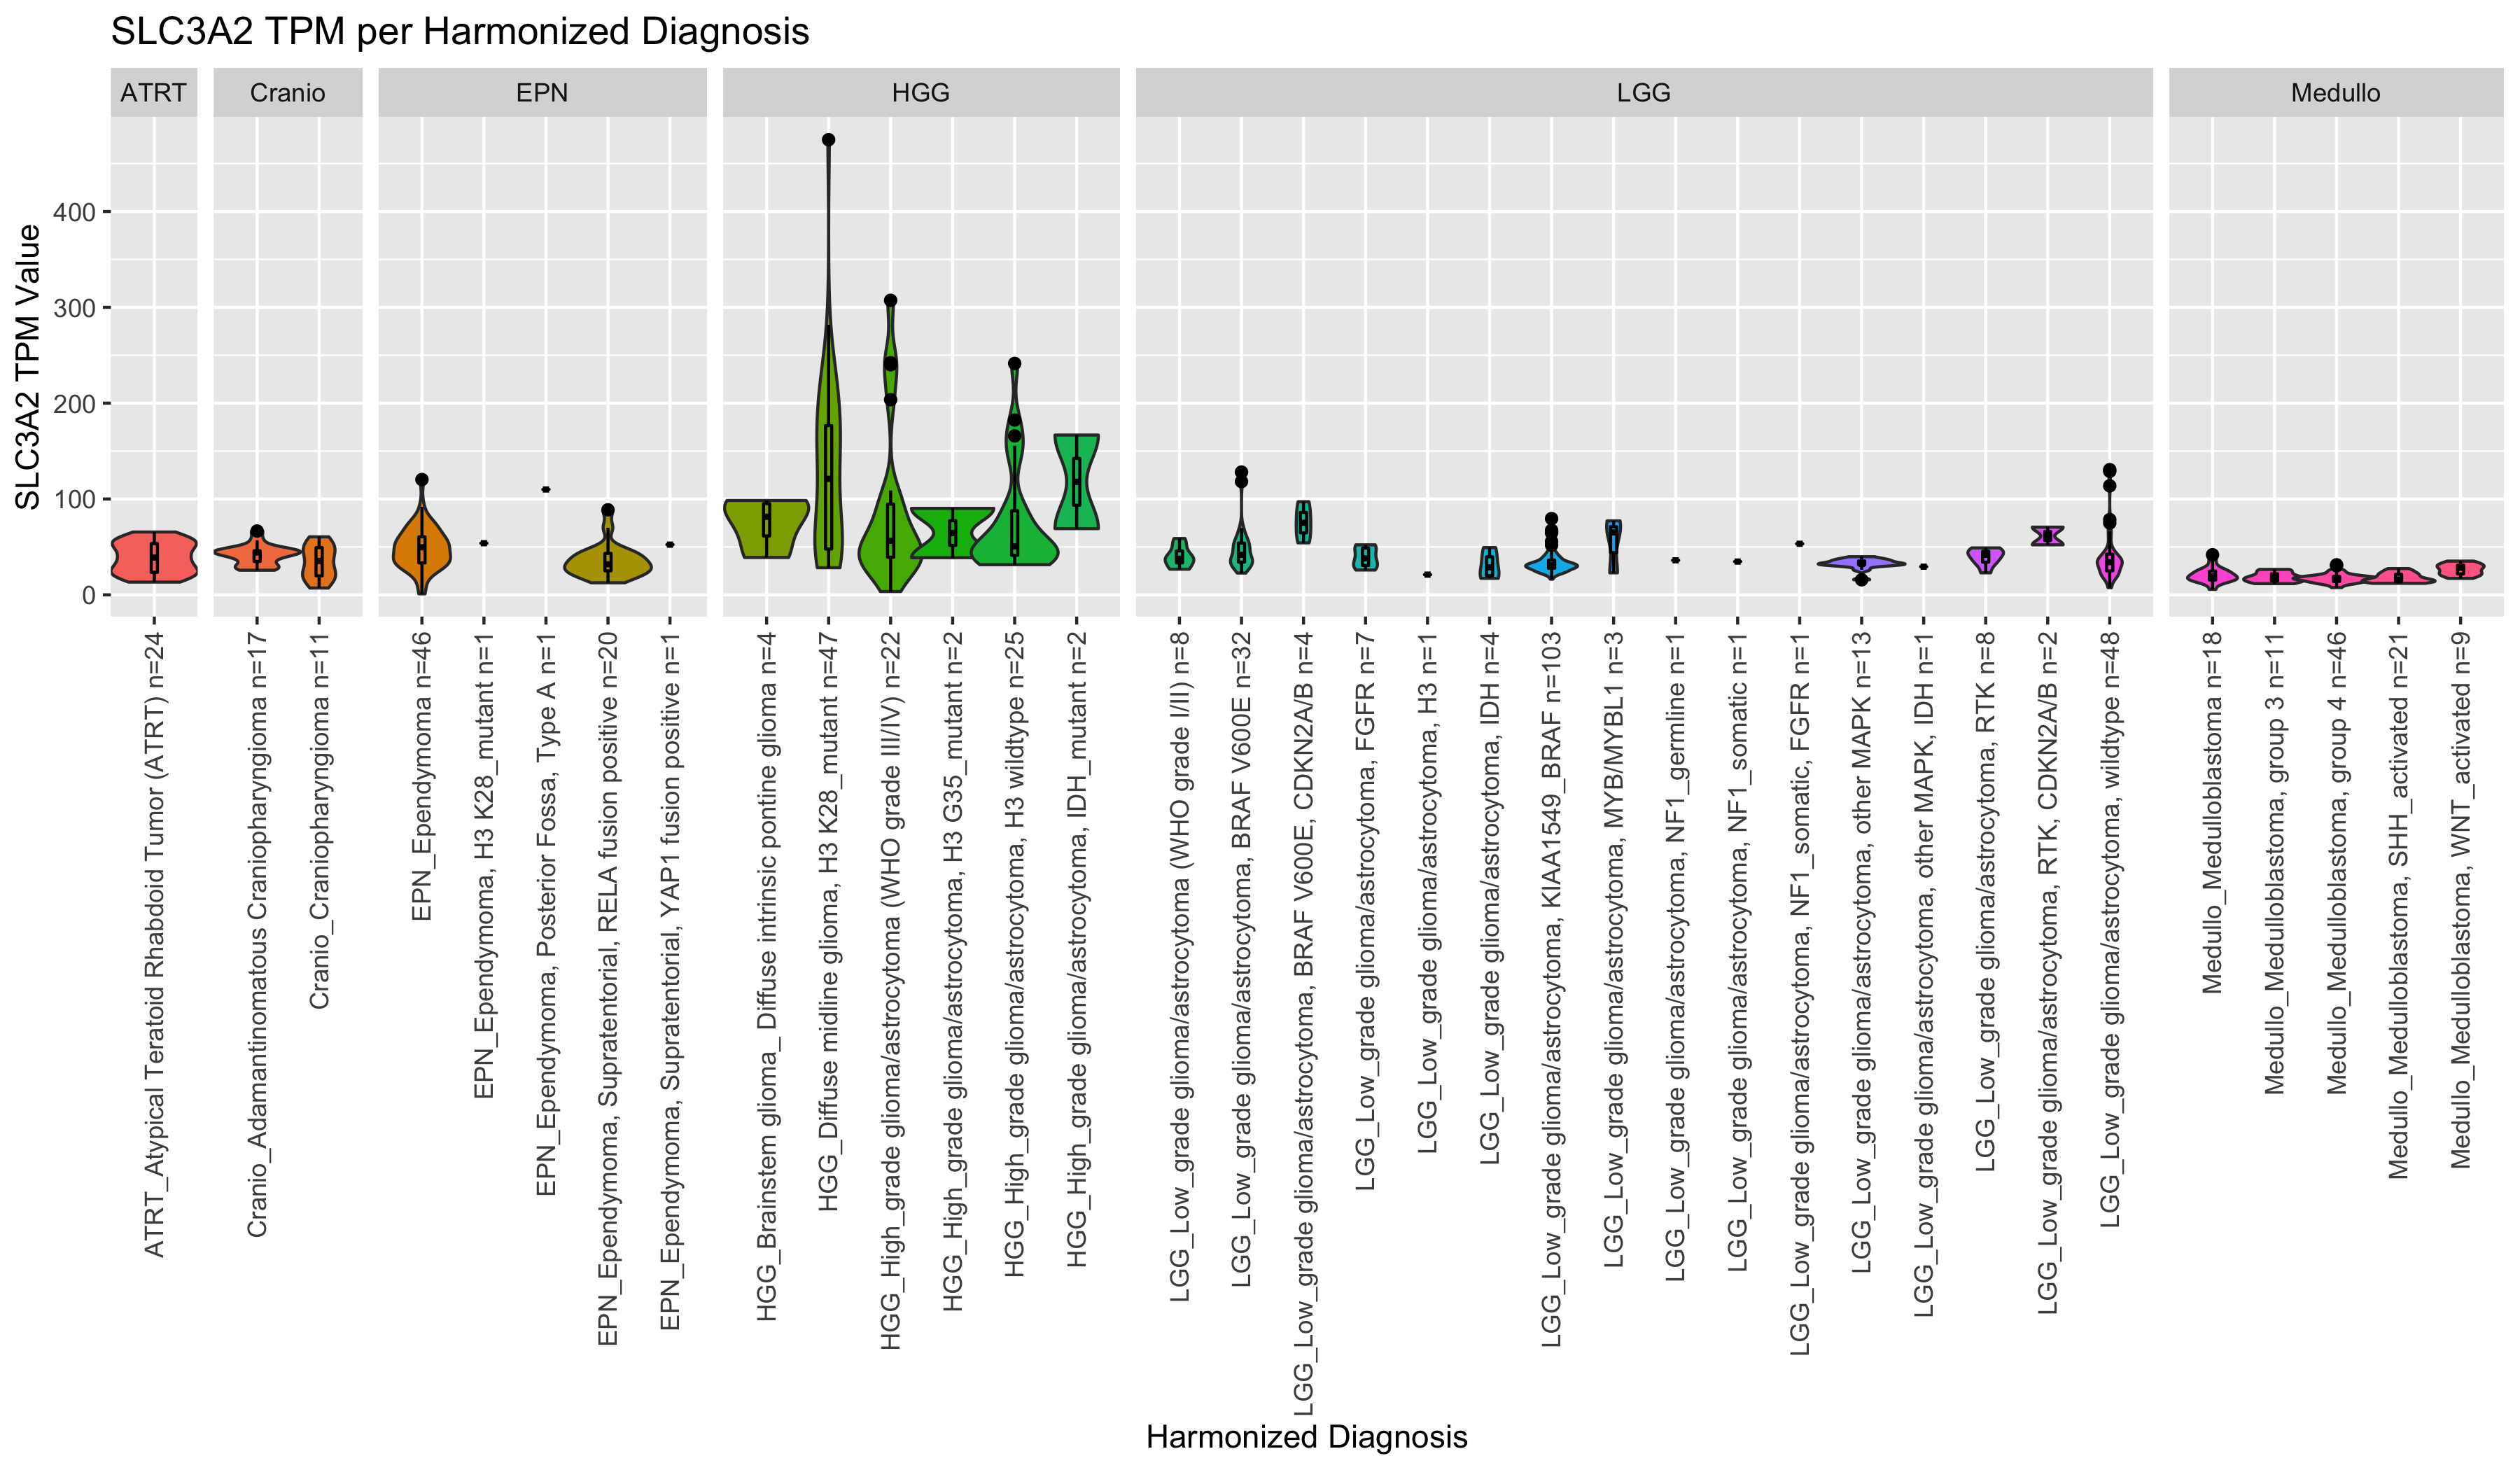 SLC3A2 TPM per Harmonized Diagnosis
ATRT
Cranio
EPN
HGG
LGG
Medullo
SLC3A2 TPM Value
400
300
200
100
0
ATRT_Atypical Teratoid Rhabdoid Tumor (ATRT) n=24
Cranio_Adamantinomatous Craniopharyngioma n=17
Cranio_Craniopharyngioma n=11
EPN_Ependymoma n=46
EPN_Ependymoma, H3 K28_mutant n=1
EPN_Ependymoma, Posterior Fossa, Type A n=1
EPN_Ependymoma, Supratentorial, RELA fusion positive n=20
EPN_Ependymoma, Supratentorial, YAP1 fusion positive n=1
HGG_Brainstem glioma_ Diffuse intrinsic pontine glioma n=4
HGG_Diffuse midline glioma, H3 K28_mutant n=47
HGG_High_grade glioma/astrocytoma (WHO grade III/IV) n=22
HGG_High_grade glioma/astrocytoma, H3 G35_mutant n=2
HGG_High_grade glioma/astrocytoma, H3 wildtype n=25
HGG_High_grade glioma/astrocytoma, IDH_mutant n=2
LGG_Low_grade glioma/astrocytoma (WHO grade I/II) n=8
LGG_Low_grade glioma/astrocytoma, BRAF V600E n=32
LGG_Low_grade glioma/astrocytoma, BRAF V600E, CDKN2A/B n=4
LGG_Low_grade glioma/astrocytoma, FGFR n=7
LGG_Low_grade glioma/astrocytoma, H3 n=1
LGG_Low_grade glioma/astrocytoma, IDH n=4
LGG_Low_grade glioma/astrocytoma, KIAA1549_BRAF n=103
LGG_Low_grade glioma/astrocytoma, MYB/MYBL1 n=3
LGG_Low_grade glioma/astrocytoma, NF1_germline n=1
LGG_Low_grade glioma/astrocytoma, NF1_somatic n=1
LGG_Low_grade glioma/astrocytoma, NF1_somatic, FGFR n=1
LGG_Low_grade glioma/astrocytoma, other MAPK n=13
LGG_Low_grade glioma/astrocytoma, other MAPK, IDH n=1
LGG_Low_grade glioma/astrocytoma, RTK n=8
LGG_Low_grade glioma/astrocytoma, RTK, CDKN2A/B n=2
LGG_Low_grade glioma/astrocytoma, wildtype n=48
Medullo_Medulloblastoma n=18
Medullo_Medulloblastoma, group 3 n=11
Medullo_Medulloblastoma, group 4 n=46
Medullo_Medulloblastoma, SHH_activated n=21
Medullo_Medulloblastoma, WNT_activated n=9
Harmonized Diagnosis